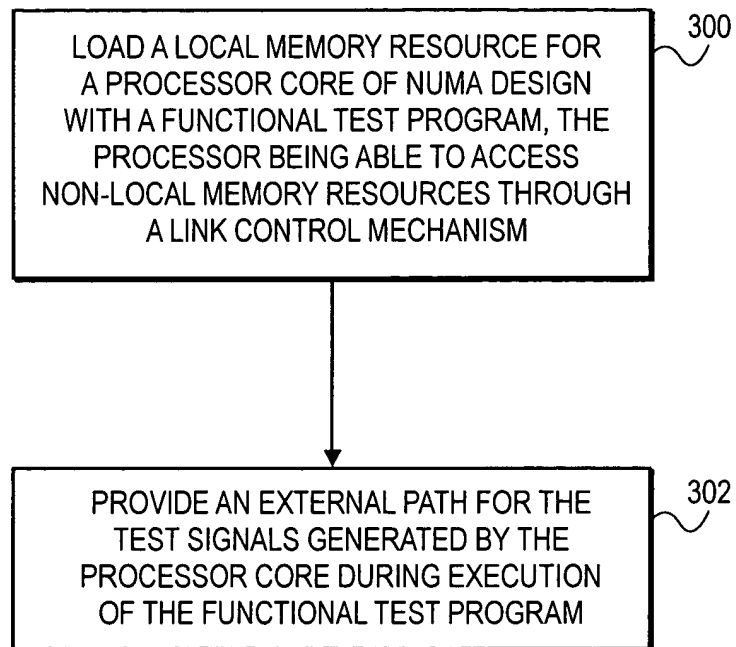 LOAD A LOCAL MEMORY RESOURCE FOR
A PROCESSOR CORE OF NUMA DESIGN
WITH A FUNCTIONAL TEST PROGRAM, THE
PROCESSOR BEING ABLE TO ACCESS
NON-LOCAL MEMORY RESOURCES THROUGH
A LINK CONTROL MECHANISM
300
PROVIDE AN EXTERNAL PATH FOR THE
TEST SIGNALS GENERATED BY THE
PROCESSOR CORE DURING EXECUTION
OF THE FUNCTIONAL TEST PROGRAM
302